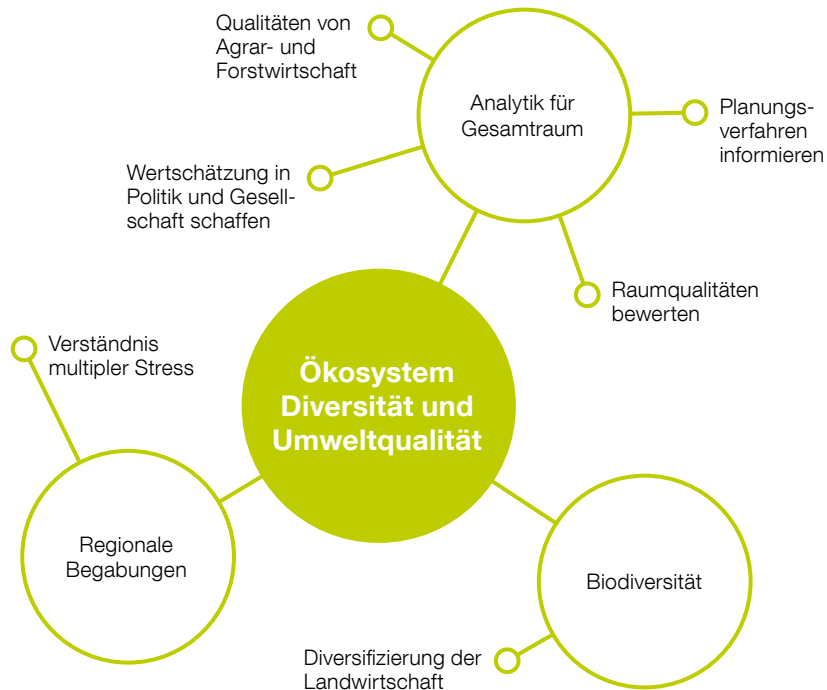 Qualitäten von
Agrar- und
Forstwirtschaft
Analytik für
Gesamtraum
Planungs-
verfahren
informieren
Wertschätzung in
Politik und Gesell-
schaft schaffen
Raumqualitäten
bewerten
Verständnis
multipler Stress
Ökosystem
Diversität und
Umweltqualität
Regionale
Begabungen
Biodiversität
Diversifizierung der
Landwirtschaft